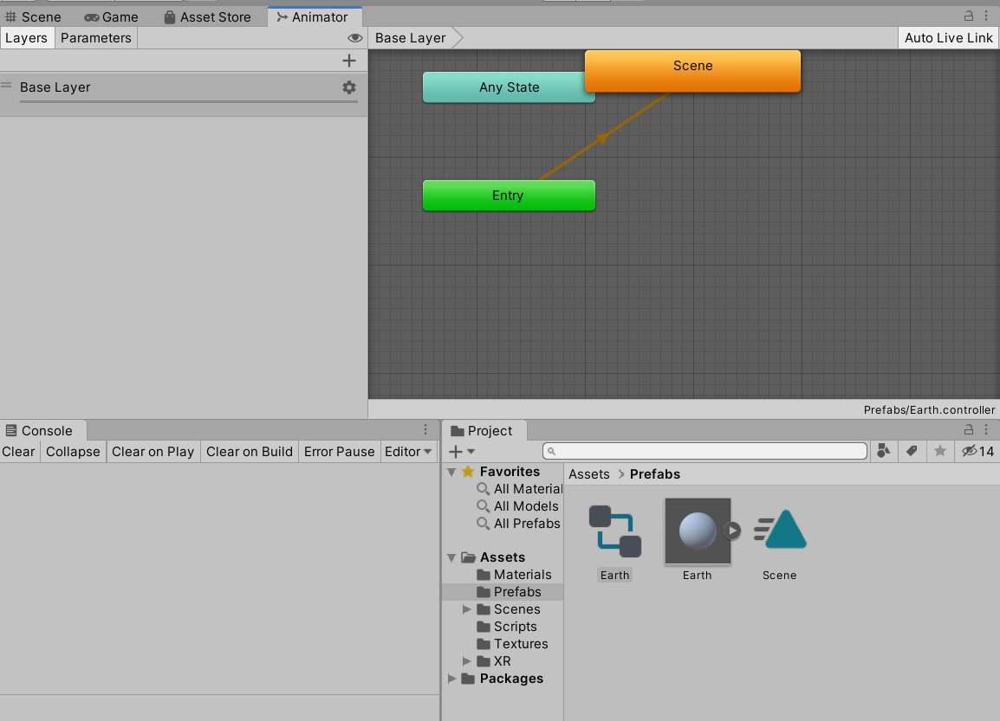 Scene Game Asset Store Animator
Layers Parameters Base Layer Auto Live Link
Base Layer
Scene
Any State
Entry
Prefabs/Earth.controller
Console
Clear Collapse Clear on Play Clear on Build Error Pause Editor
Project
14
Favorites
All Material
All Models
All Prefabs
Assets
Materials
Prefabs
Scenes
Scripts
Textures
XR
Packages
Assets > Prefabs
Earth Earth Scene